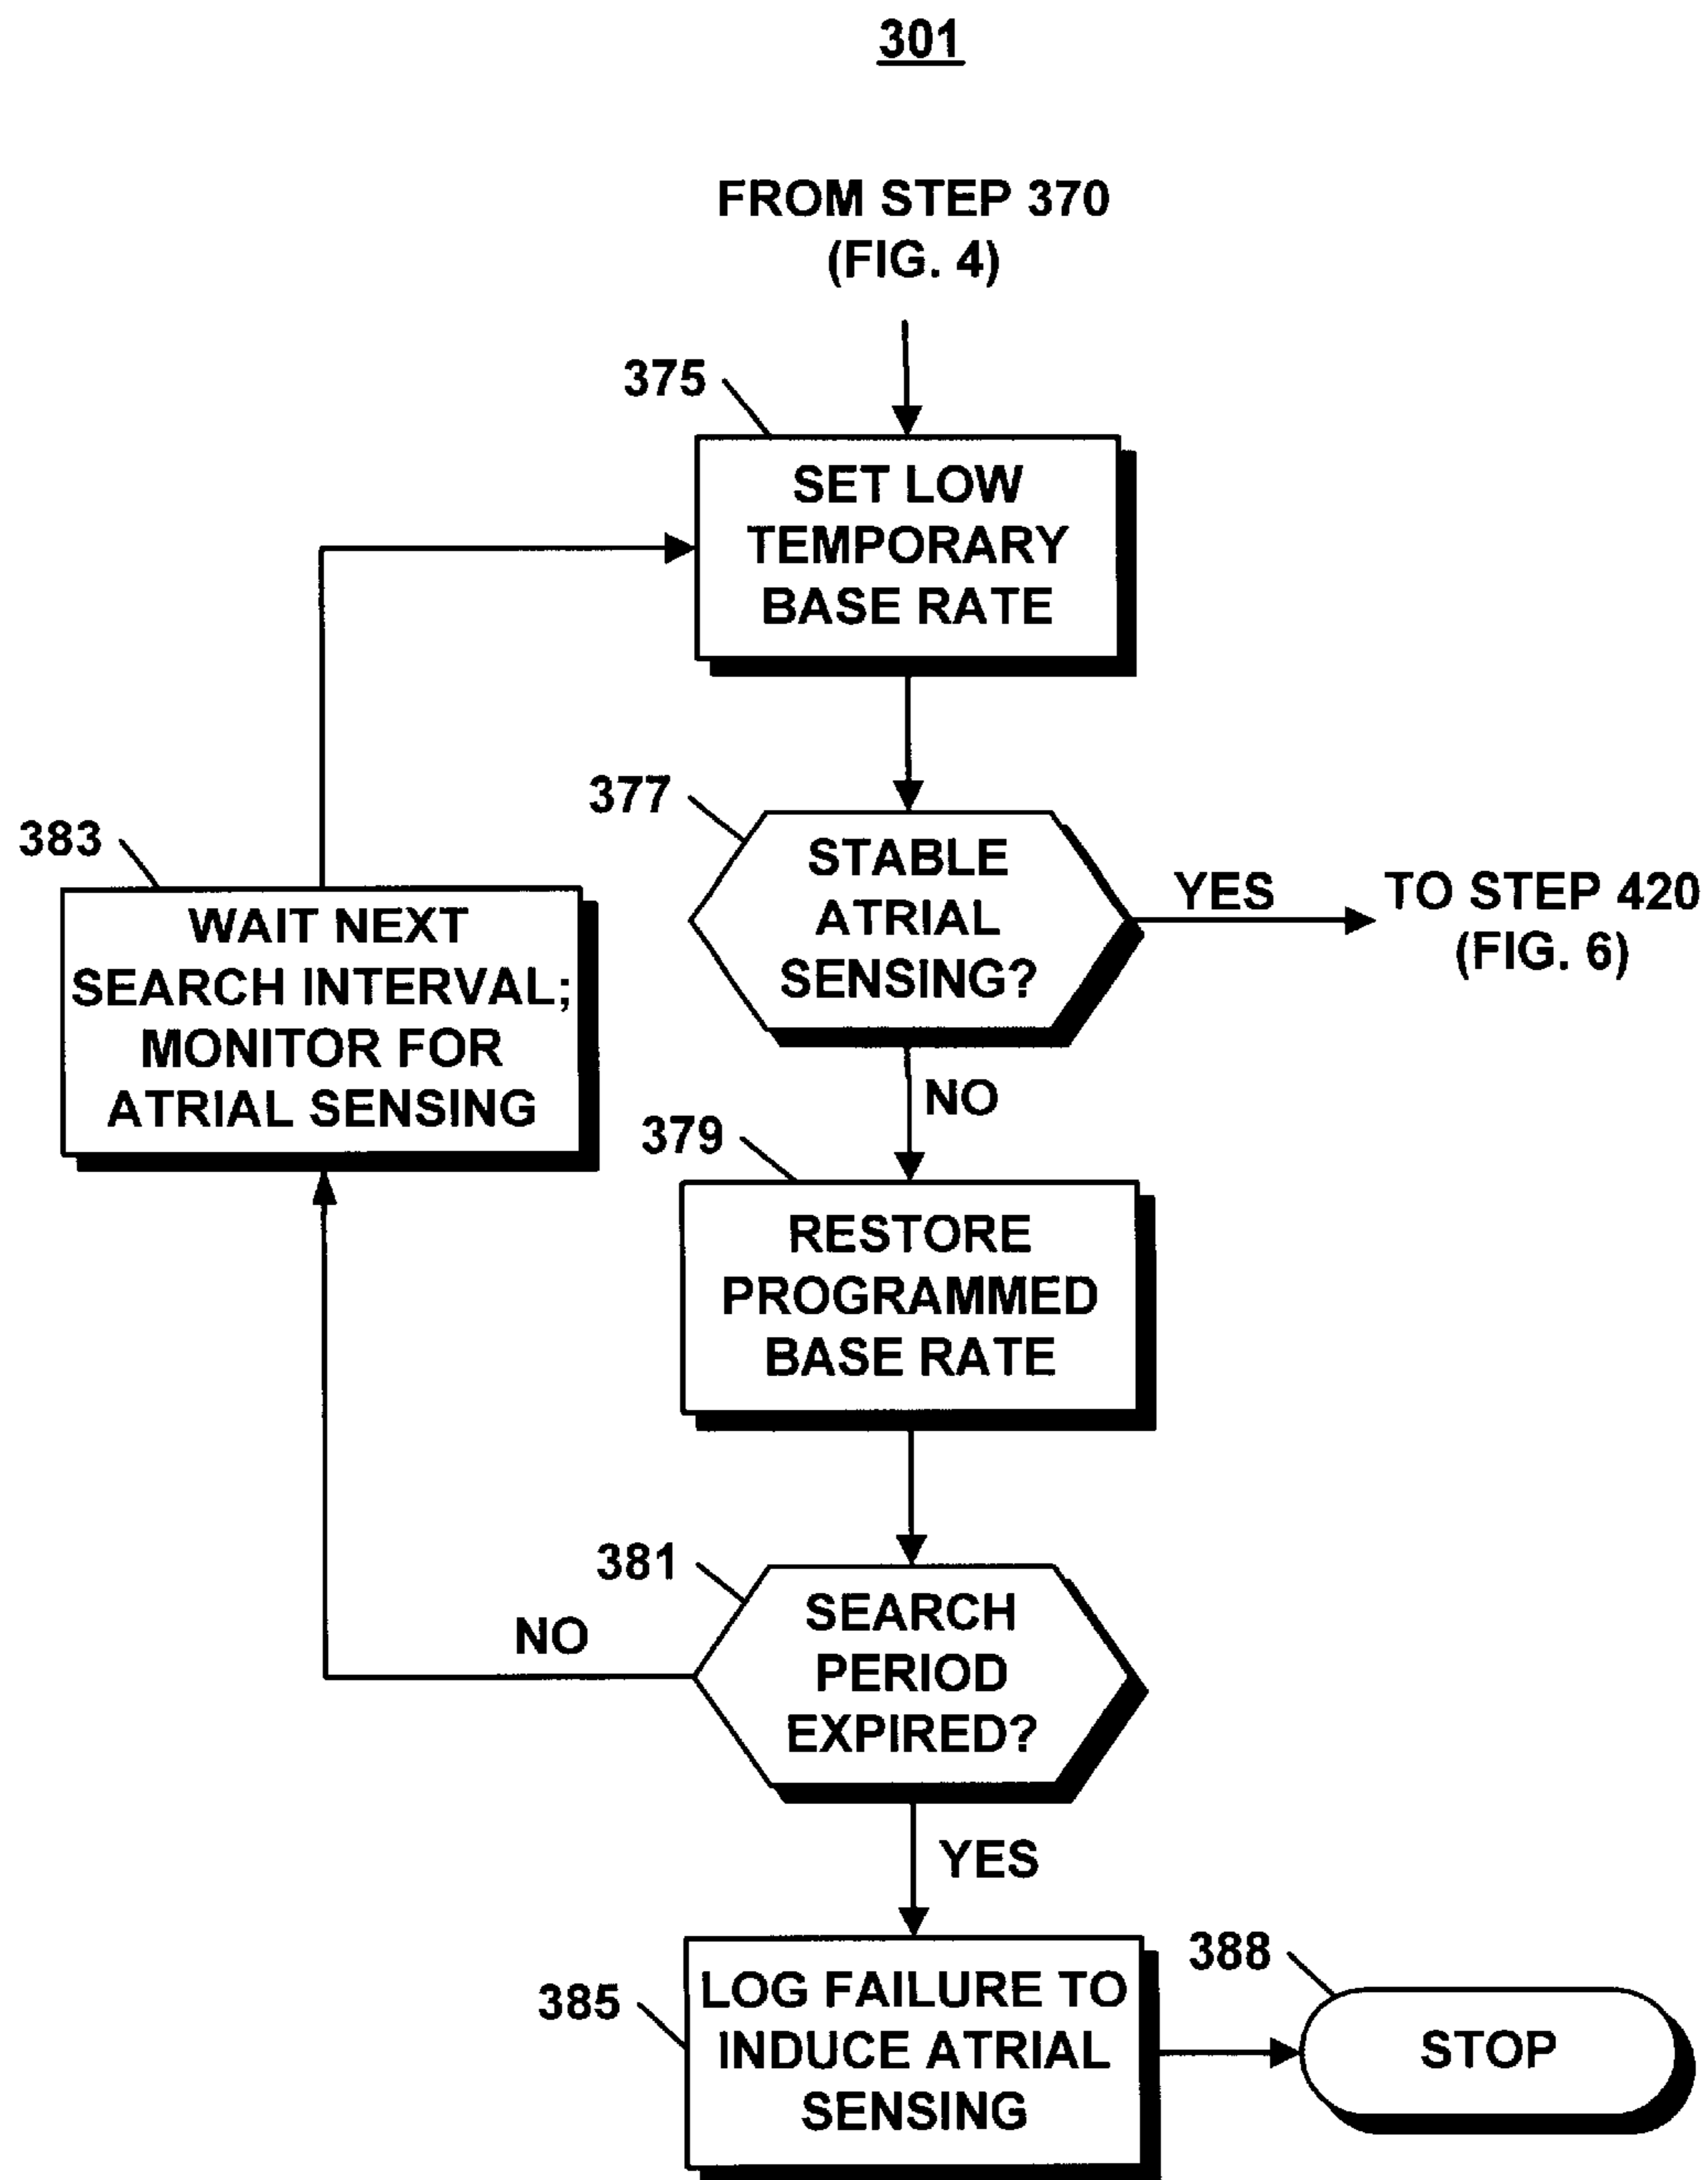 301
FROM STEP 370
(FIG. 4)
375
SET LOW
TEMPORARY
BASE RATE
377
STABLE
ATRIAL
SENSING?
YES
TO STEP 420
(FIG. 6)
383
WAIT NEXT
SEARCH INTERVAL;
MONITOR FOR
ATRIAL SENSING
NO
379
RESTORE
PROGRAMMED
BASE RATE
381
SEARCH
PERIOD
EXPIRED?
NO
YES
385
LOG FAILURE TO
INDUCE ATRIAL
SENSING
388
STOP